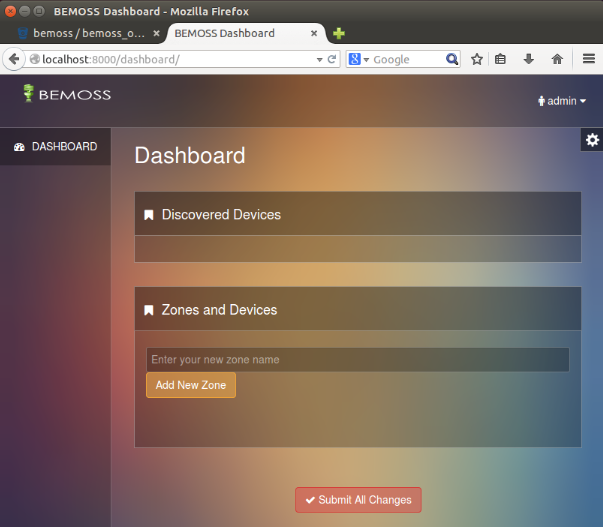 BEMOSS Dashboard - Mozilla Firefox
bemoss / bemoss_o...
BEMOSS Dashboard
localhost:8000/dashboard/
Google
BEMOSS
admin
DASHBOARD
Dashboard
Discovered Devices
Zones and Devices
Enter your new zone name
Add New Zone
Submit All Changes